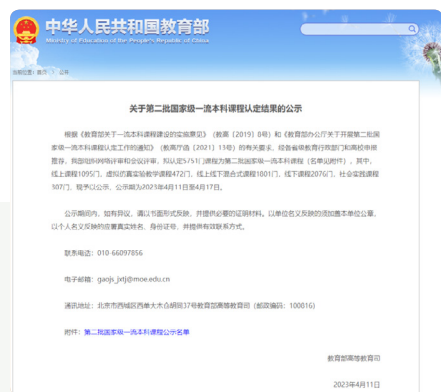 中华人民共和国教育部
Ministry of Education of the People's Republic of China
当前位置: 首页 > 公告
关于第二批国家级一流本科课程认定结果的公示
根据《教育部关于一流本科课程建设的实施意见》(教高〔2019〕8号)和《教育部办公厅关于开展第二批国
家级一流本科课程认定工作的通知》(教高厅函〔2021〕13号)的有关要求,经各省级教育行政部门和高校申报
推荐,我部组织网络评审和会议评审,拟认定5751门课程为第二批国家级一流本科课程(名单见附件)。其中,
线上课程1095门,虚拟仿真实验教学课程472门,线上线下混合式课程1801门,线下课程2076门,社会实践课程
307门,现予以公示,公示期为2023年4月11日至4月17日。
公示期间内,如有异议,请以书面形式反映,并提供必要的证明材料。以单位名义反映的须加盖本单位公章,
以个人名义反映的应署真实姓名、身份证号,并提供有效联系方式。
联系电话:010-66097856
电子邮箱:gaojs_jxtj@moe.edu.cn
通讯地址:北京市西城区西单大木仓胡同37号教育部高等教育司(邮政编码:100816)
附件:第二批国家级一流本科课程公示名单
教育部高等教育司
2023年4月11日